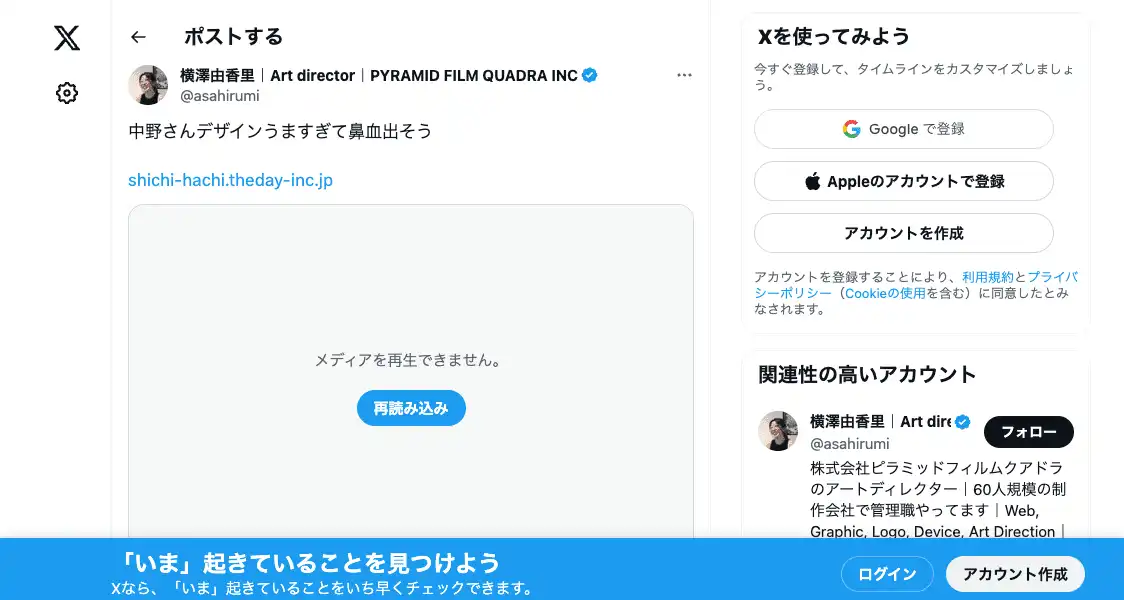 ポストする
横澤由香里｜Art director｜PYRAMID FILM QUADRA INC
@asahirumi
中野さんデザインうますぎて鼻血出そう
shichi-hachi.theday-inc.jp
メディアを再生できません。
再読み込み
Xを使ってみよう
今すぐ登録して、タイムラインをカスタマイズしましょ
う。
Google で登録
Appleのアカウントで登録
アカウントを作成
アカウントを登録することにより、利用規約とプライバ
シーポリシー（Cookieの使用を含む）に同意したとみ
なされます。
関連性の高いアカウント
横澤由香里｜Art dire
@asahirumi
フォロー
株式会社ピラミッドフィルムクアドラ
のアートディレクター｜60人規模の制
作会社で管理職やってます｜Web,
Graphic, Logo, Device, Art Direction｜
「いま」起きていることを見つけよう
Xなら、「いま」起きていることをいち早くチェックできます。
ログイン
アカウント作成